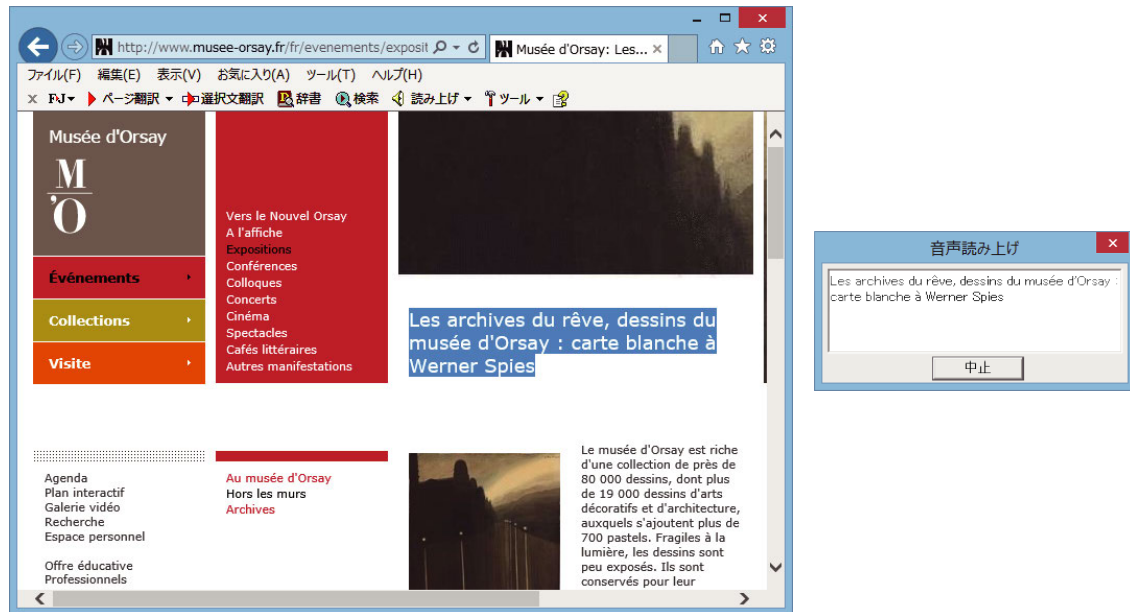 http://www.musee-orsay.fr/fr/evenements/exposit
Musée d'Orsay: Les... ×
ファイル(F) 編集(E) 表示(V) お気に入り(A) ツール(T) ヘルプ(H)
× FJ ページ翻訳 選択文翻訳 辞書 検索 読み上げ ツール
Musée d'Orsay
M
'O
Événements
Collections
Visite
Vers le Nouvel Orsay
A l'affiche
Expositions
Conférences
Colloques
Concerts
Cinéma
Spectacles
Cafés littéraires
Autres manifestations
Les archives du rêve, dessins du
musée d'Orsay : carte blanche à
Werner Spies
Agenda
Plan interactif
Galerie vidéo
Recherche
Espace personnel
Offre éducative
Professionnels
Au musée d'Orsay
Hors les murs
Archives
Le musée d'Orsay est riche
d'une collection de près de
80 000 dessins, dont plus
de 19 000 dessins d'arts
décoratifs et d'architecture,
auxquels s'ajoutent plus de
700 pastels. Fragiles à la
lumière, les dessins sont
peu exposés. Ils sont
conservés pour leur
音声読み上げ
Les archives du rêve, dessins du musée d'Orsay :
carte blanche à Werner Spies
中止